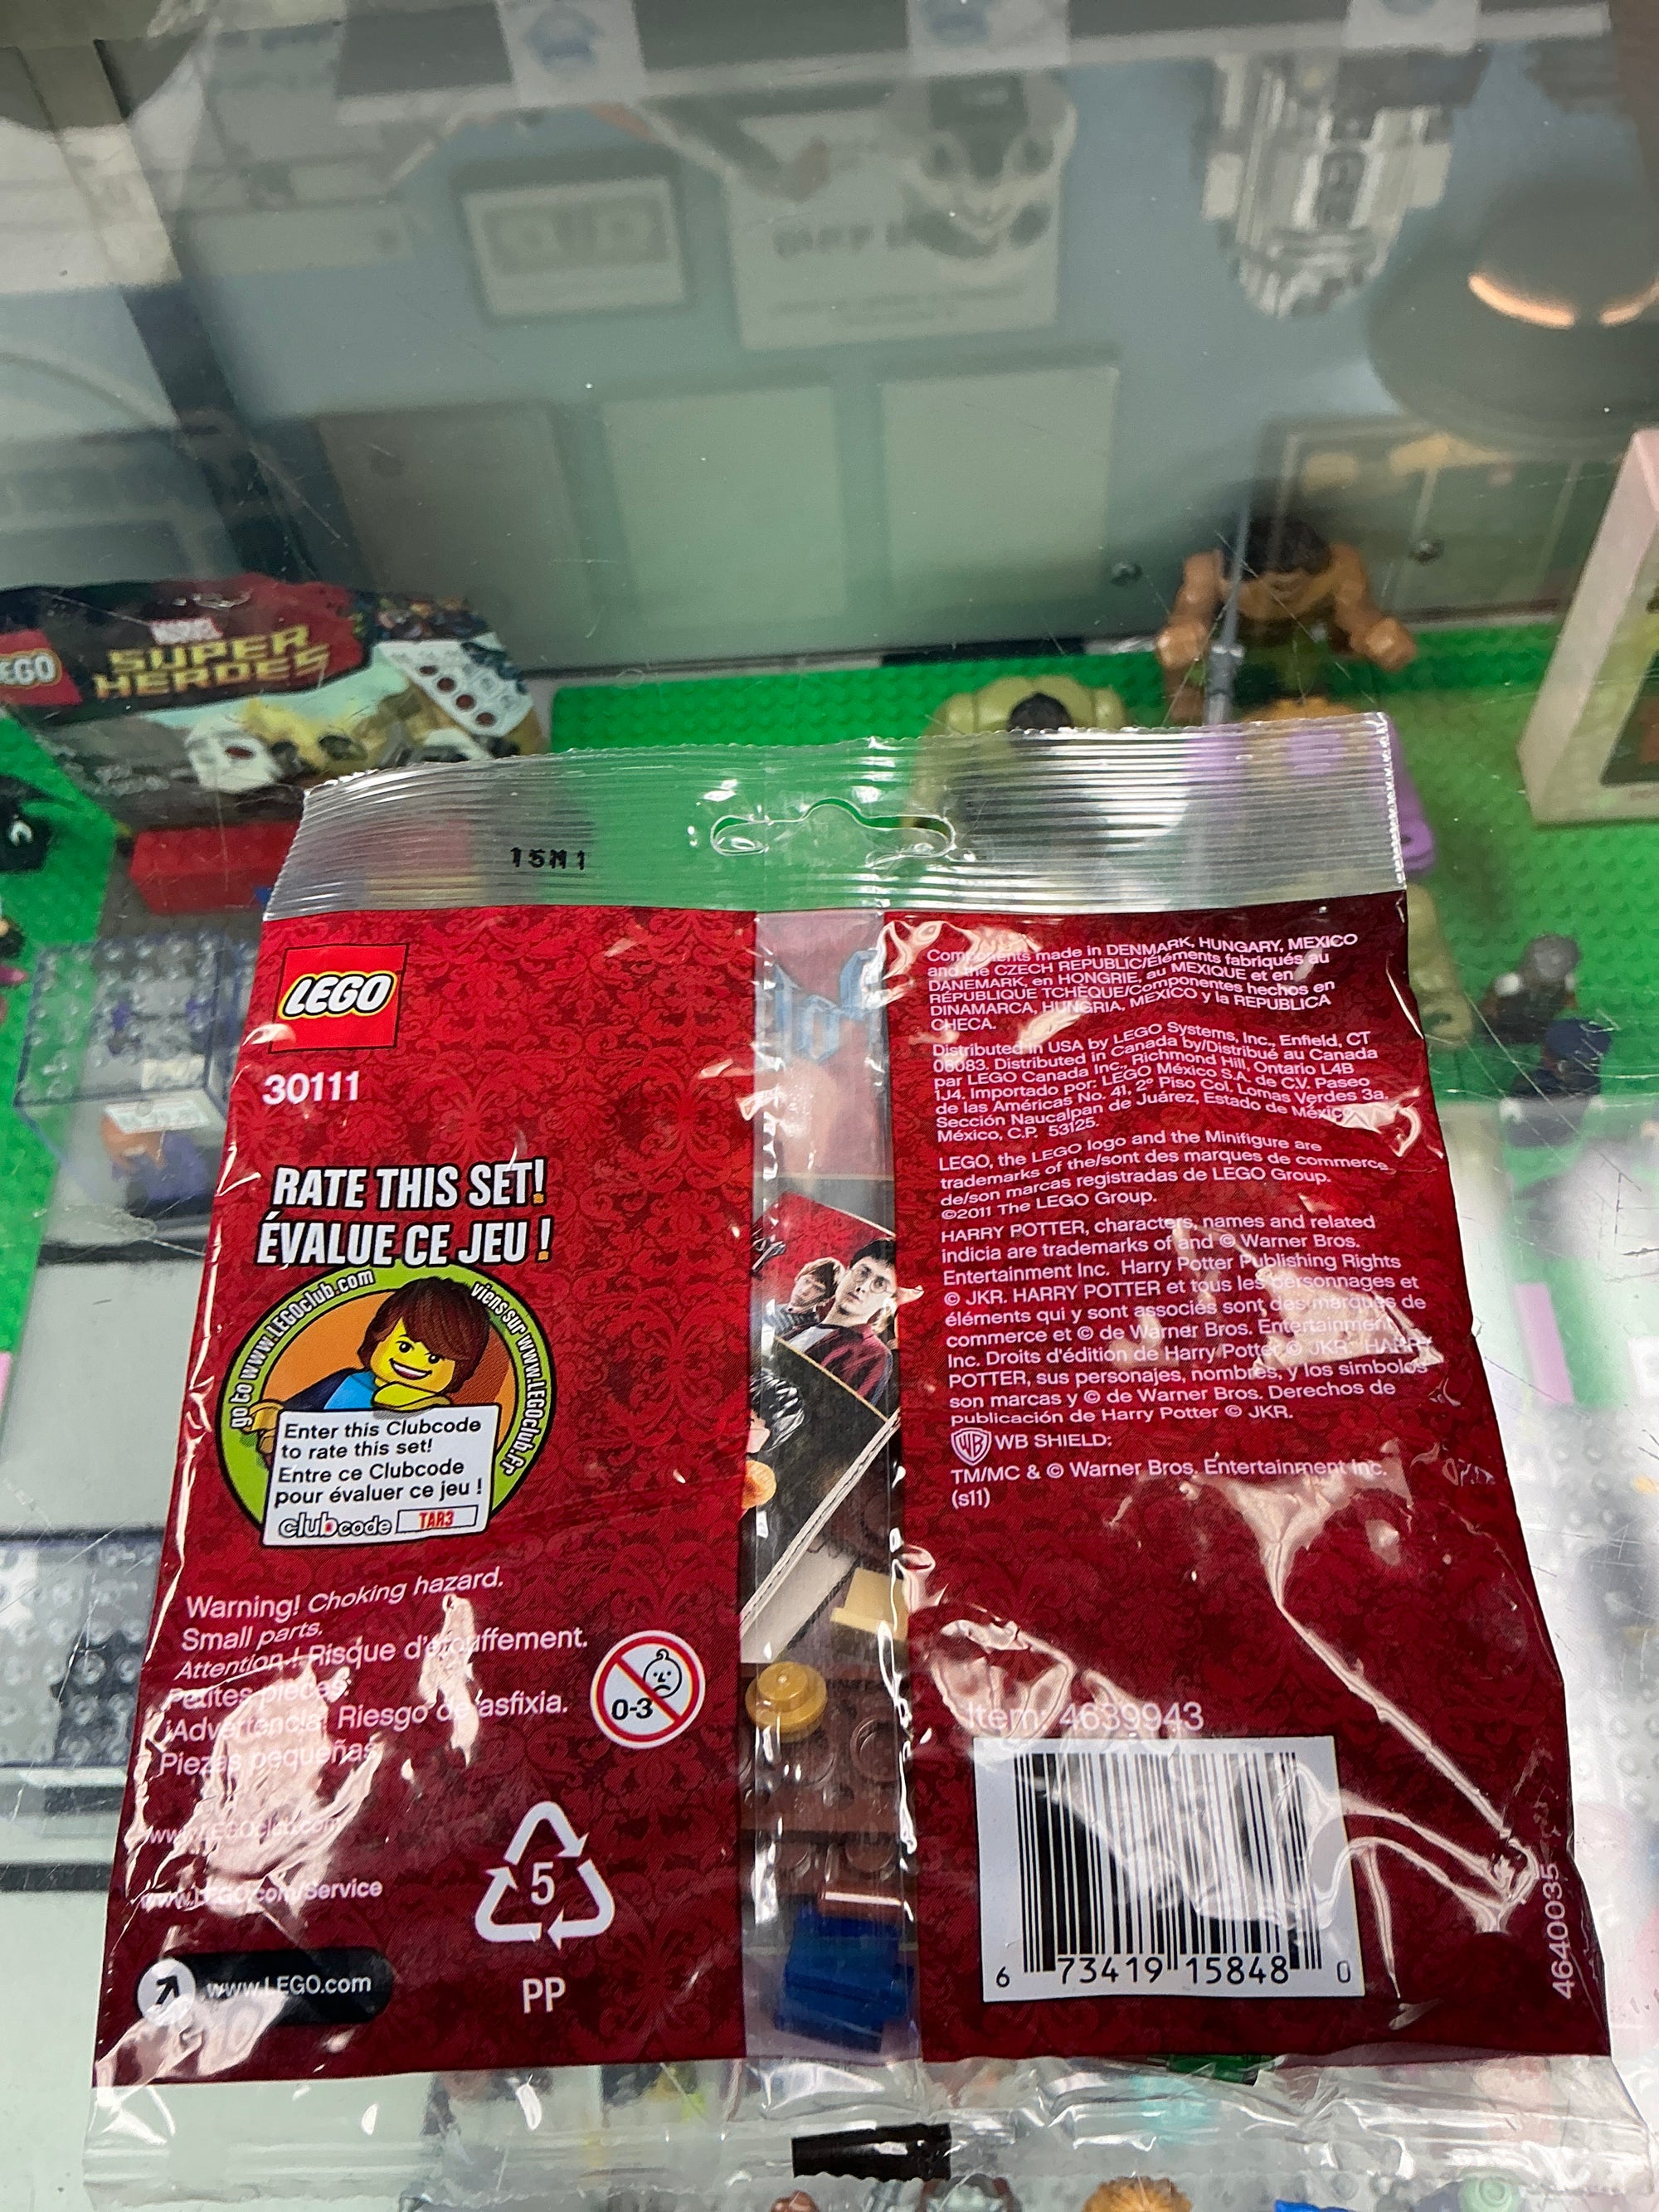 LEGO
MARVEL
SUPER
HEROES
15M1
LEGO
30111
RATE THIS SET!
ÉVALUE CE JEU !
go to www.LEGOclub.com
viens sur www.LEGOclub.fr
Enter this Clubcode
to rate this set!
Entre ce Clubcode
pour évaluer ce jeu !
clubcode TAR3
Warning! Choking hazard.
Small parts.
Attention ! Risque d'étouffement.
Petites pièces.
¡Advertencia! Riesgo de asfixia.
Piezas pequeñas
0-3
www.LEGOclub.com
www.LEGO.com/Service
www.LEGO.com
5
PP
Components made in DENMARK, HUNGARY, MEXICO
and the CZECH REPUBLIC/Éléments fabriqués au
DANEMARK, en HONGRIE, au MEXIQUE et en
RÉPUBLIQUE TCHÈQUE/Componentes hechos en
DINAMARCA, HUNGRIA, MEXICO y la REPUBLICA
CHECA.
Distributed in USA by LEGO Systems, Inc., Enfield, CT
06083. Distributed in Canada by/Distribué au Canada
par LEGO Canada Inc., Richmond Hill, Ontario L4B
1J4. Importado por: LEGO México S.A. de C.V. Paseo
de las Américas No. 41, 2º Piso Col. Lomas Verdes 3a.
Sección Naucalpan de Juárez, Estado de México,
México, C.P. 53125.
LEGO, the LEGO logo and the Minifigure are
trademarks of the/sont des marques de commerce
de/son marcas registradas de LEGO Group.
©2011 The LEGO Group.
HARRY POTTER, characters, names and related
indicia are trademarks of and © Warner Bros.
Entertainment Inc. Harry Potter Publishing Rights
© JKR. HARRY POTTER et tous les personnages et
éléments qui y sont associés sont des marques de
commerce et © de Warner Bros. Entertainment
Inc. Droits d'édition de Harry Potter © JKR. HARRY
POTTER, sus personajes, nombres, y los simbolos
son marcas y © de Warner Bros. Derechos de
publicación de Harry Potter © JKR.
WB WB SHIELD:
TM/MC & © Warner Bros. Entertainment Inc.
(s11)
Item: 4639943
6 73419 15848 0
4640035